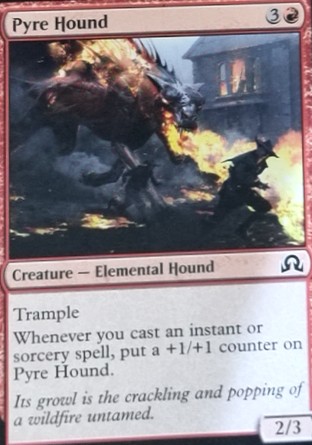 Pyre Hound 3
Creature — Elemental Hound
Trample
Whenever you cast an instant or
sorcery spell, put a +1/+1 counter on
Pyre Hound.
Its growl is the crackling and popping of
a wildfire untamed.
2/3